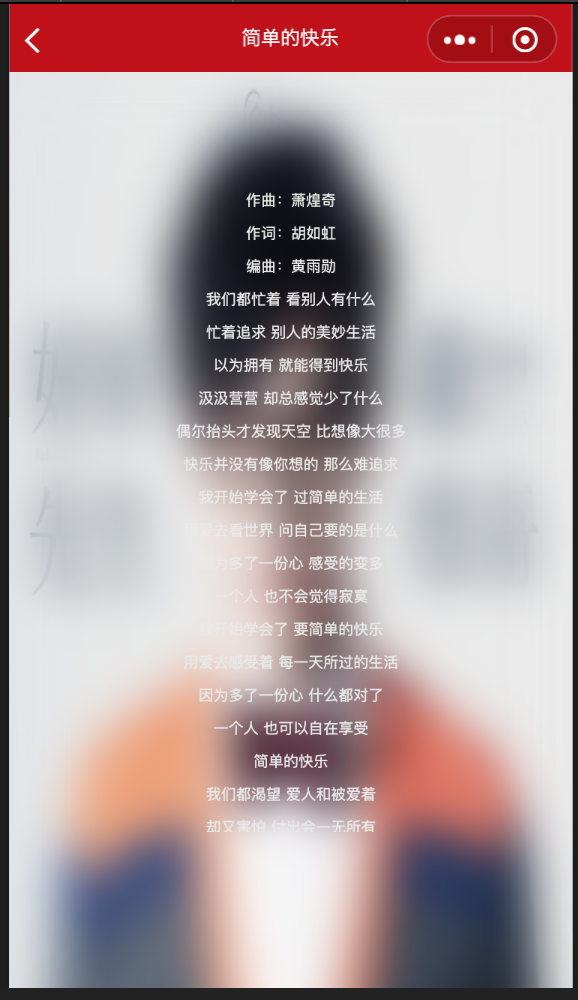 简单的快乐
作曲：萧煌奇
作词：胡如虹
编曲：黄雨勋
我们都忙着 看别人有什么
忙着追求 别人的美妙生活
以为拥有 就能得到快乐
汲汲营营 却总感觉少了什么
偶尔抬头才发现天空 比想像大很多
快乐并没有像你想的 那么难追求
我开始学会了 过简单的生活
去看世界 问自己要的是什么
为多了一份心 感受的变多
一个人 也不会觉得寂寞
开始学会了 要简单的快乐
用爱去感受着 每一天所过的生活
因为多了一份心 什么都对了
一个人 也可以自在享受
简单的快乐
我们都渴望 爱人和被爱着
却又害怕 付出会一无所有